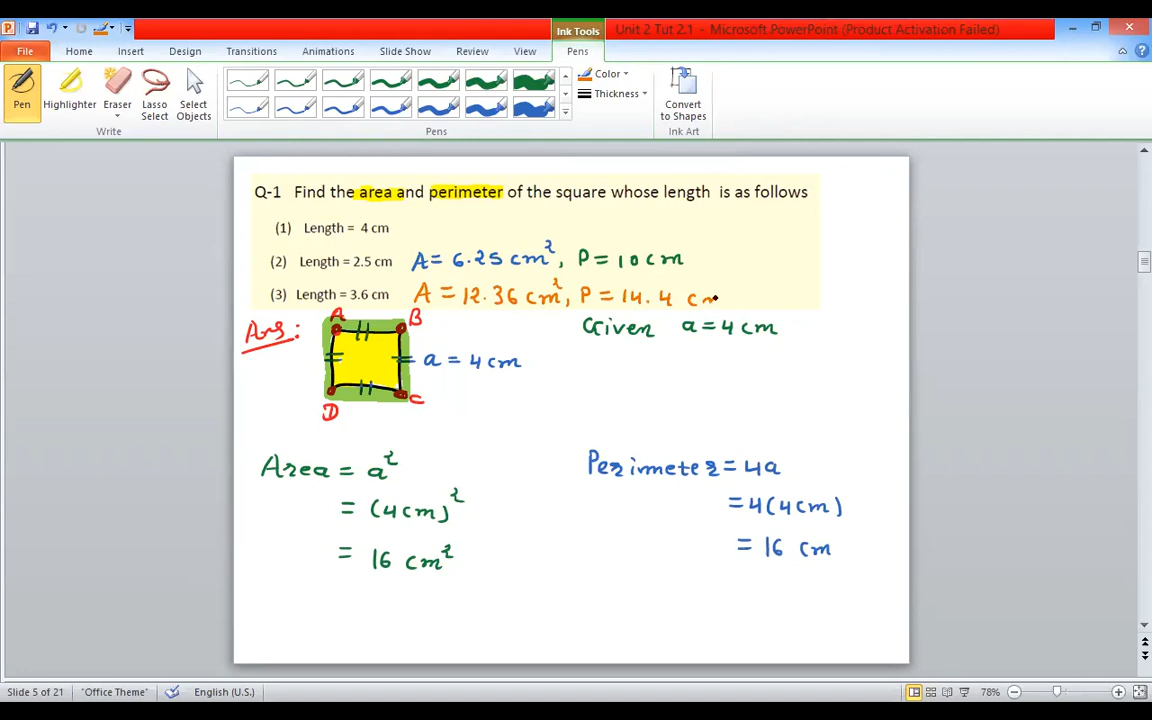 Ink Tools
Unit 2 Tut 2.1 - Microsoft PowerPoint (Product Activation Failed)
File Home Insert Design Transitions Animations Slide Show Review View Pens
Pen Highlighter Eraser Lasso Select Select Objects
Color
Thickness
Convert to Shapes
Write Pens Ink Art
Q-1 Find the area and perimeter of the square whose length is as follows
(1) Length = 4 cm
(2) Length = 2.5 cm A = 6.25 cm², P = 10 cm
(3) Length = 3.6 cm A = 12.36 cm², P = 14.4 cm
Ans:
A B
Given a = 4 cm
a = 4 cm
D C
Area = a²
= (4cm)²
= 16 cm²
Perimeter = 4a
= 4(4cm)
= 16 cm
Slide 5 of 21 "Office Theme" English (U.S.) 78%